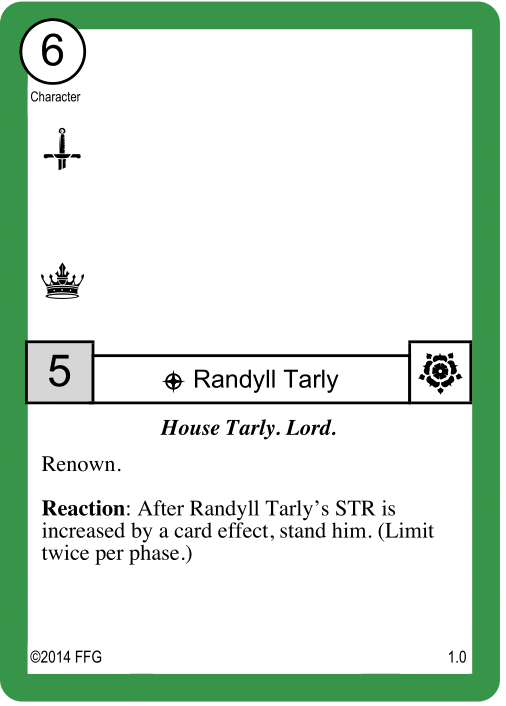 6
Character
5
Randyll Tarly
House Tarly. Lord.
Renown.
Reaction: After Randyll Tarly’s STR is
increased by a card effect, stand him. (Limit
twice per phase.)
©2014 FFG
1.0